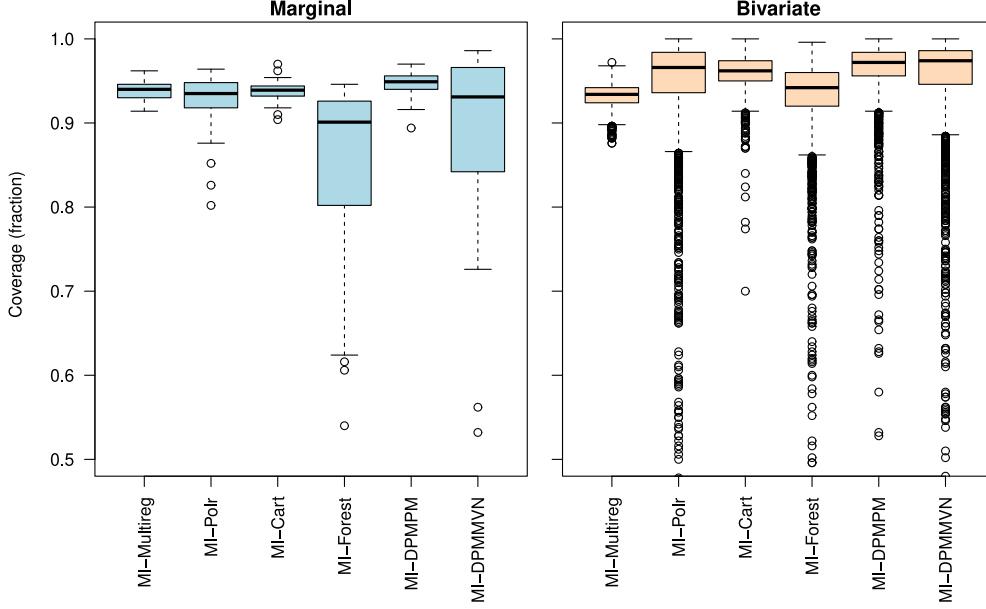 Marginal
Bivariate
Coverage (fraction)
1.0
0.9
0.8
0.7
0.6
0.5
MI−Multireg
MI−Polr
MI−Cart
MI−Forest
MI−DPMPM
MI−DPMMVN
MI−Multireg
MI−Polr
MI−Cart
MI−Forest
MI−DPMPM
MI−DPMMVN